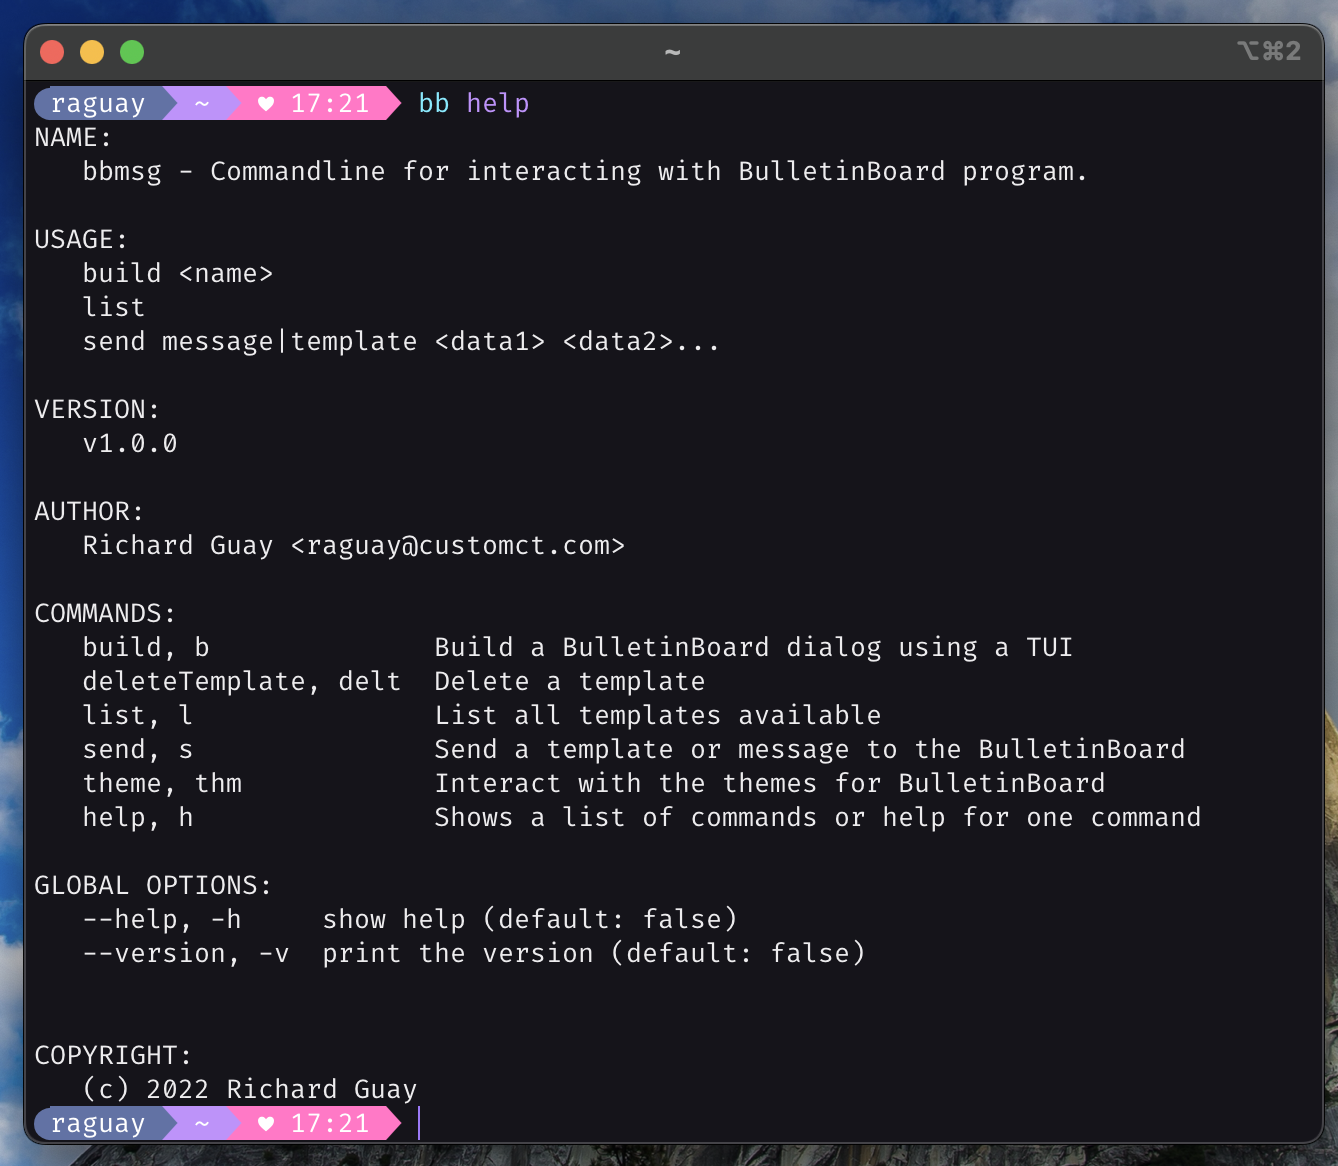 ~
⌥⌘2
raguay ~ ♥ 17:21 bb help
NAME:
   bbmsg - Commandline for interacting with BulletinBoard program.
USAGE:
   build <name>
   list
   send message|template <data1> <data2>...
VERSION:
   v1.0.0
AUTHOR:
   Richard Guay <raguay@customct.com>
COMMANDS:
   build, b              Build a BulletinBoard dialog using a TUI
   deleteTemplate, delt  Delete a template
   list, l               List all templates available
   send, s               Send a template or message to the BulletinBoard
   theme, thm            Interact with the themes for BulletinBoard
   help, h               Shows a list of commands or help for one command
GLOBAL OPTIONS:
   --help, -h     show help (default: false)
   --version, -v  print the version (default: false)
COPYRIGHT:
   (c) 2022 Richard Guay
raguay ~ ♥ 17:21